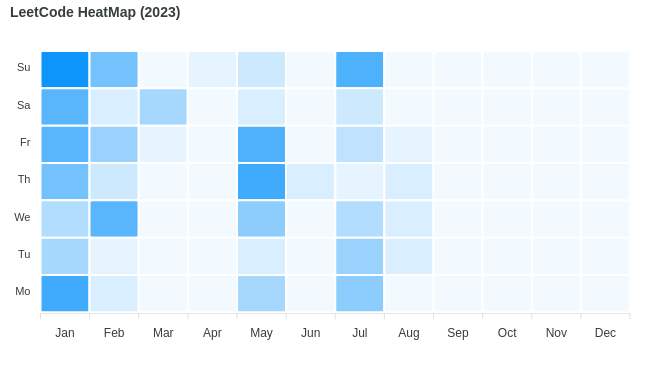 LeetCode HeatMap (2023)
Su
Sa
Fr
Th
We
Tu
Mo
Jan Feb Mar Apr May Jun Jul Aug Sep Oct Nov Dec